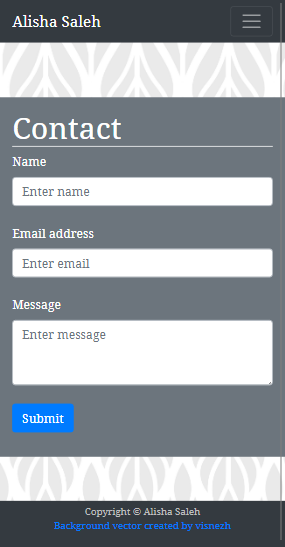 Alisha Saleh
Contact
Name
Enter name
Email address
Enter email
Message
Enter message
Submit
Copyright © Alisha Saleh
Background vector created by visnezh